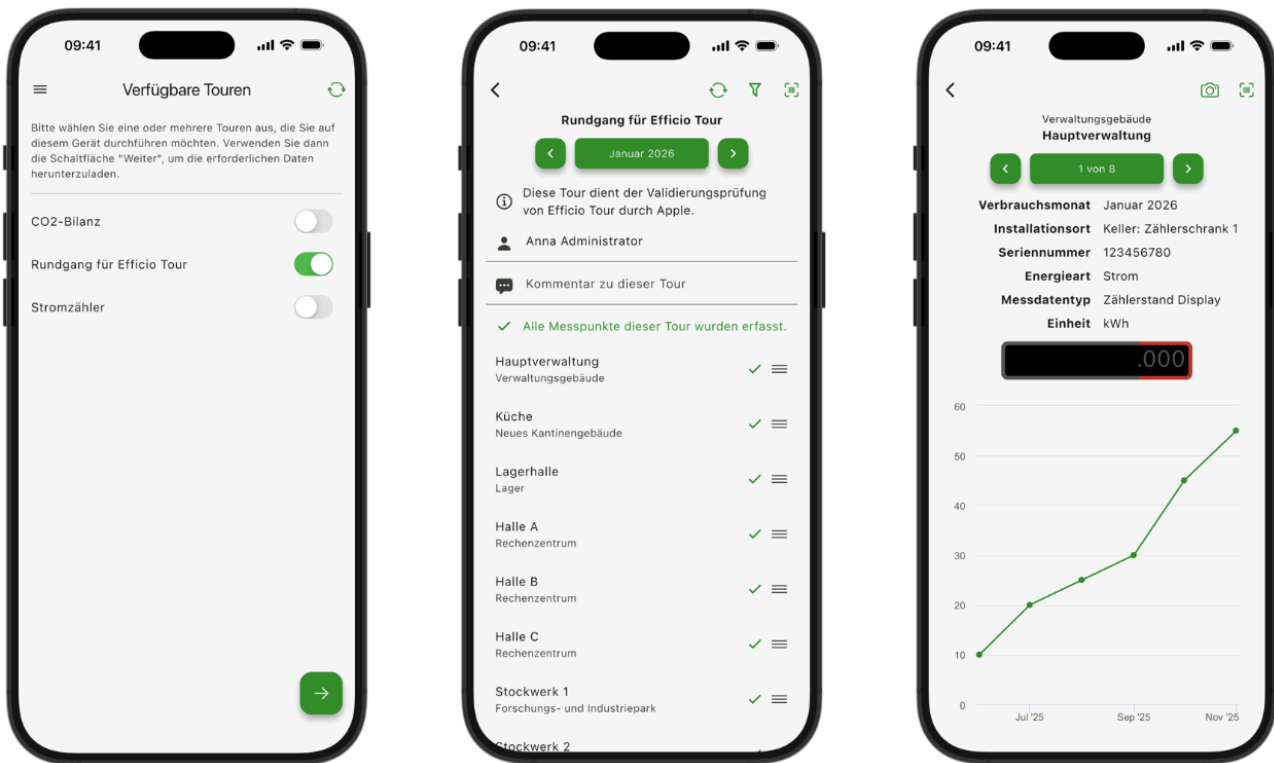 09:41
Verfügbare Touren
Bitte wählen Sie eine oder mehrere Touren aus, die Sie auf
diesem Gerät durchführen möchten. Verwenden Sie dann
die Schaltfläche "Weiter", um die erforderlichen Daten
herunterzuladen.
CO2-Bilanz
Rundgang für Efficio Tour
Stromzähler
09:41
Rundgang für Efficio Tour
Januar 2026
Diese Tour dient der Validierungsprüfung
von Efficio Tour durch Apple.
Anna Administrator
Kommentar zu dieser Tour
Alle Messpunkte dieser Tour wurden erfasst.
Hauptverwaltung
Verwaltungsgebäude
Küche
Neues Kantinengebäude
Lagerhalle
Lager
Halle A
Rechenzentrum
Halle B
Rechenzentrum
Halle C
Rechenzentrum
Stockwerk 1
Forschungs- und Industriepark
Stockwerk 2
09:41
Verwaltungsgebäude
Hauptverwaltung
1 von 8
Verbrauchsmonat Januar 2026
Installationsort Keller: Zählerschrank 1
Seriennummer 123456780
Energieart Strom
Messdatentyp Zählerstand Display
Einheit kWh
.000
60
50
40
30
20
10
0
Jul '25 Sep '25 Nov '25